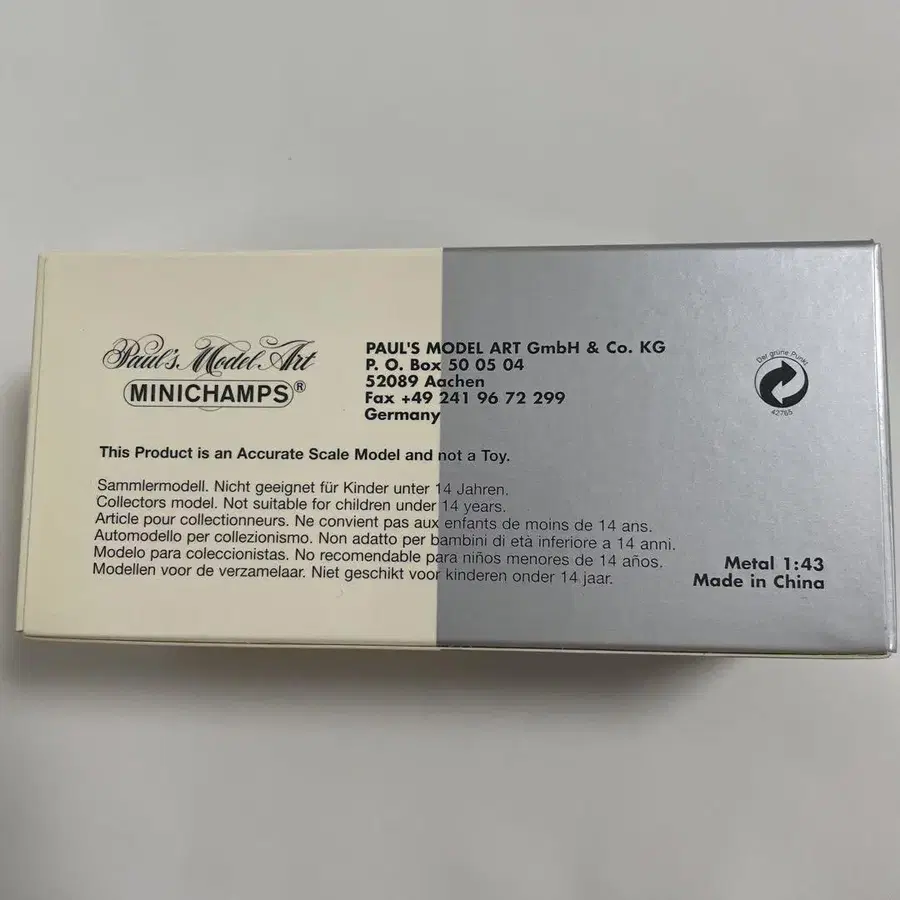 Paul's Model Art
MINICHAMPS®
PAUL'S MODEL ART GmbH & Co. KG
P. O. Box 50 05 04
52089 Aachen
Fax +49 241 96 72 299
Germany
Der grüne Punkt
42765
This Product is an Accurate Scale Model and not a Toy.
Sammlermodell. Nicht geeignet für Kinder unter 14 Jahren.
Collectors model. Not suitable for children under 14 years.
Article pour collectionneurs. Ne convient pas aux enfants de moins de 14 ans.
Automodello per collezionismo. Non adatto per bambini di età inferiore a 14 anni.
Modelo para coleccionistas. No recomendable para niños menores de 14 años.
Modellen voor de verzamelaar. Niet geschikt voor kinderen onder 14 jaar.
Metal 1:43
Made in China